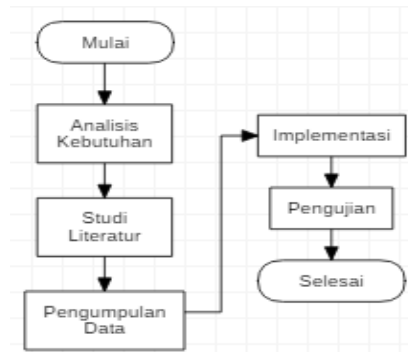 Mulai
Analisis
Kebutuhan
Studi
Literatur
Pengumpulan
Data
Implementasi
Pengujian
Selesai